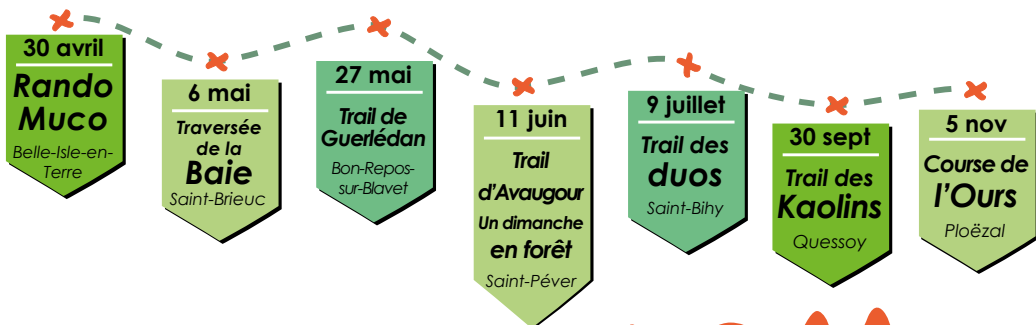 30 avril
Rando
Muco
Belle-Isle-en-
Terre
6 mai
Traversée
de la
Baie
Saint-Brieuc
27 mai
Trail de
Guerlédan
Bon-Repos-
sur-Blavet
11 juin
Trail
d'Avaugour
Un dimanche
en forêt
Saint-Péver
9 juillet
Trail des
duos
Saint-Bihy
30 sept
Trail des
Kaolins
Quessoy
5 nov
Course de
l'Ours
Ploëzal